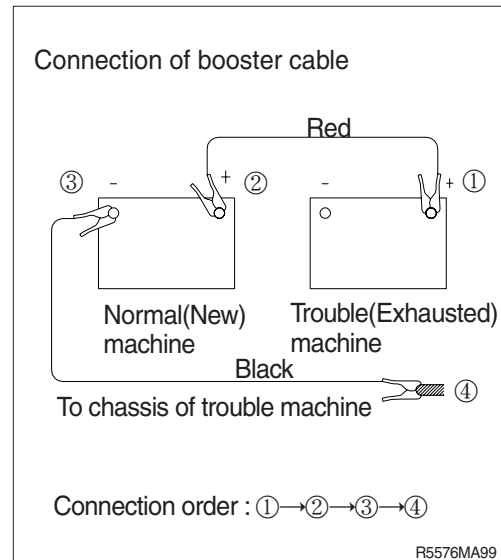 Connection of booster cable
Red
③ - + ② - + ①
Normal(New)
machine
Trouble(Exhausted)
machine
Black
To chassis of trouble machine
④
Connection order : ①→②→③→④
R5576MA99